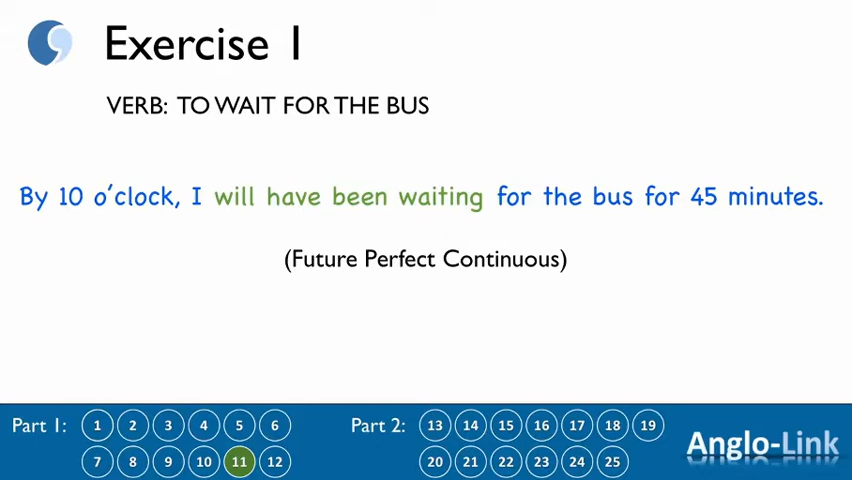 Exercise 1
VERB: TO WAIT FOR THE BUS
By 10 o'clock, I will have been waiting for the bus for 45 minutes.
(Future Perfect Continuous)
Part 1: 1 2 3 4 5 6 Part 2: 13 14 15 16 17 18 19
7 8 9 10 11 12 20 21 22 23 24 25
Anglo-Link